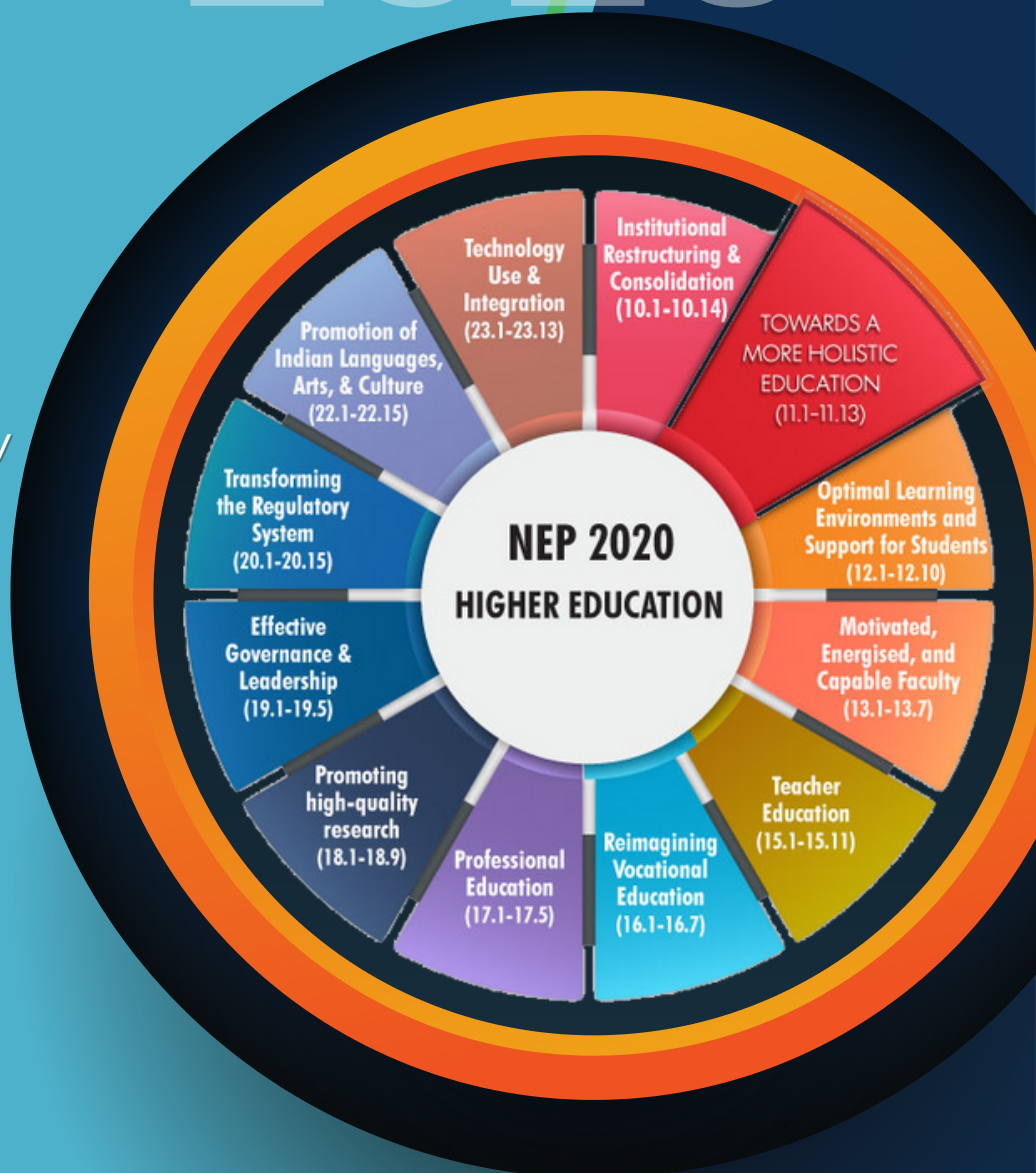 NEP 2020
HIGHER EDUCATION
Institutional
Restructuring &
Consolidation
(10.1-10.14)
TOWARDS A
MORE HOLISTIC
EDUCATION
(11.1-11.13)
Optimal Learning
Environments and
Support for Students
(12.1-12.10)
Motivated,
Energised, and
Capable Faculty
(13.1-13.7)
Teacher
Education
(15.1-15.11)
Reimagining
Vocational
Education
(16.1-16.7)
Professional
Education
(17.1-17.5)
Promoting
high-quality
research
(18.1-18.9)
Effective
Governance &
Leadership
(19.1-19.5)
Transforming
the Regulatory
System
(20.1-20.15)
Promotion of
Indian Languages,
Arts, & Culture
(22.1-22.15)
Technology
Use &
Integration
(23.1-23.13)